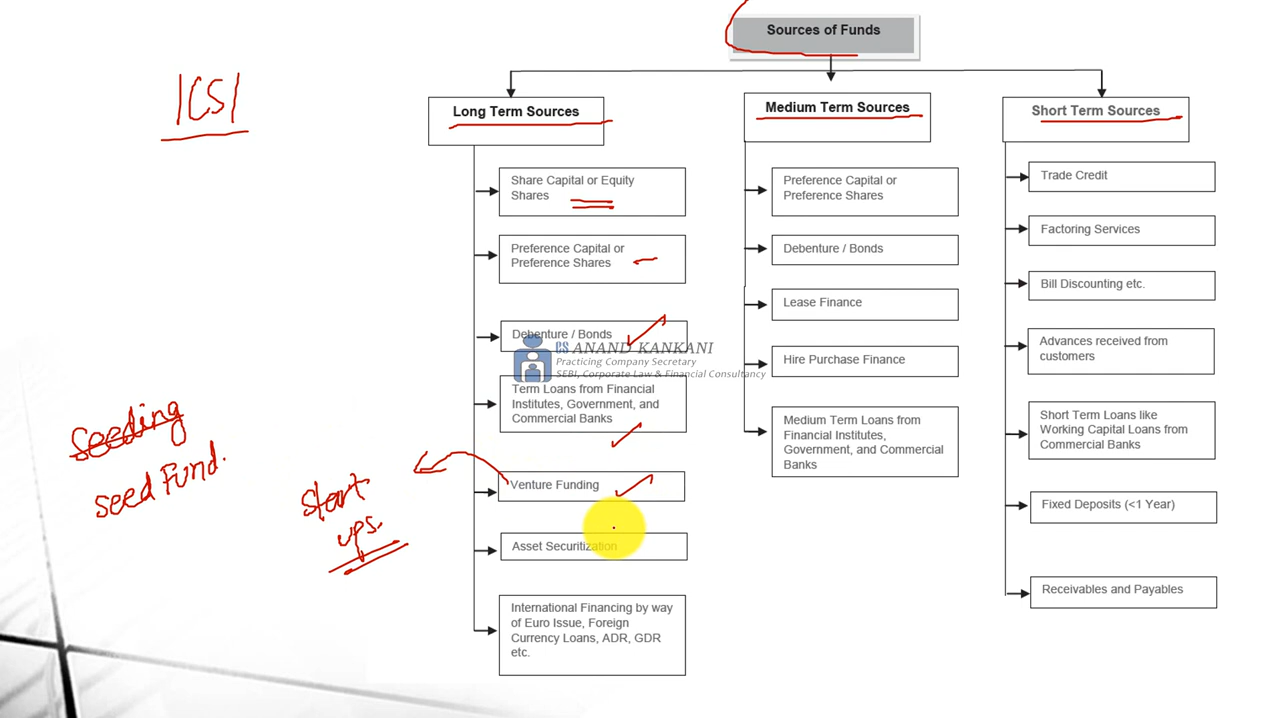 Sources of Funds
ICSI
Long Term Sources
Share Capital or Equity
Shares
Preference Capital or
Preference Shares
Debenture / Bonds
Term Loans from Financial
Institutes, Government, and
Commercial Banks
Venture Funding
Asset Securitization
International Financing by way
of Euro Issue, Foreign
Currency Loans, ADR, GDR
etc.
Medium Term Sources
Preference Capital or
Preference Shares
Debenture / Bonds
Lease Finance
Hire Purchase Finance
Medium Term Loans from
Financial Institutes,
Government, and Commercial
Banks
Short Term Sources
Trade Credit
Factoring Services
Bill Discounting etc.
Advances received from
customers
Short Term Loans like
Working Capital Loans from
Commercial Banks
Fixed Deposits (<1 Year)
Receivables and Payables
CS ANAND KANKANI
Practicing Company Secretary
SEBI, Corporate Law & Financial Consultancy
seeding
seed Fund.
start
ups.